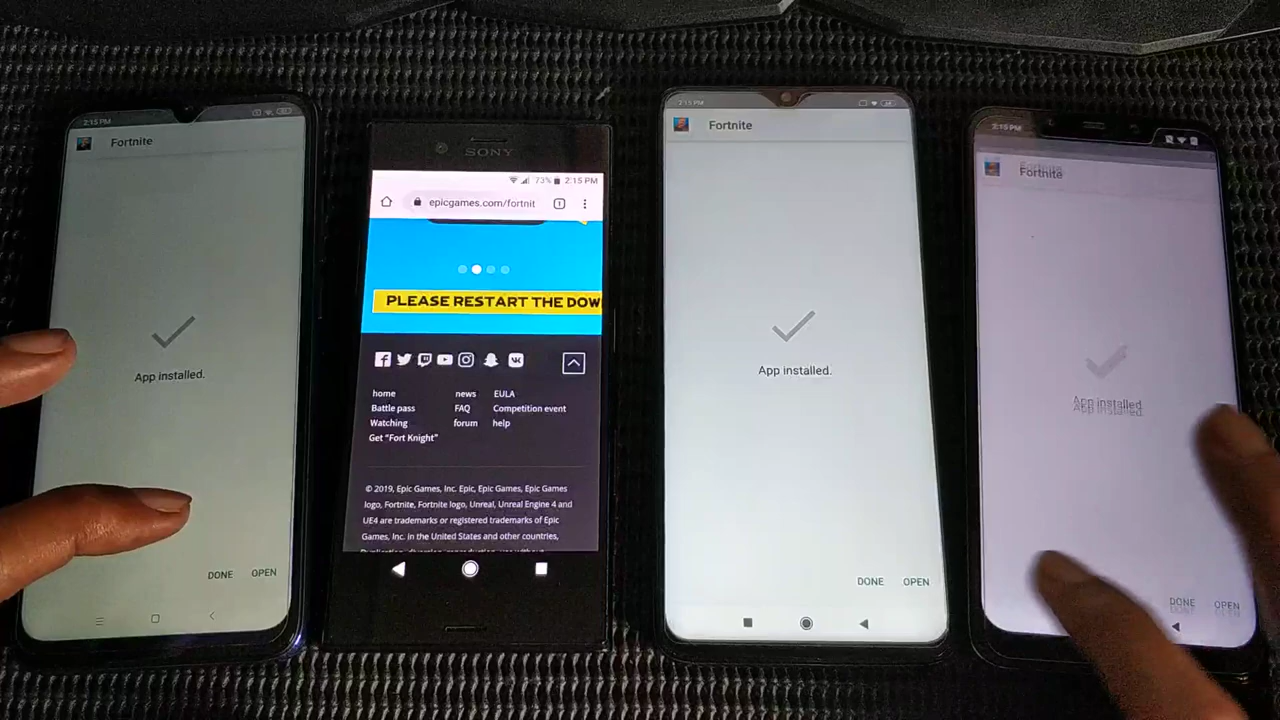 2:15 PM
Fortnite
App installed.
DONE OPEN
SONY
73% 2:15 PM
epicgames.com/fortnit
1
PLEASE RESTART THE DOW
home news EULA
Battle pass FAQ Competition event
Watching forum help
Get “Fort Knight”
© 2019, Epic Games, Inc. Epic, Epic Games, Epic Games
logo, Fortnite, Fortnite logo, Unreal, Unreal Engine 4 and
UE4 are trademarks or registered trademarks of Epic
Games, Inc. in the United States and other countries,
2:15 PM
Fortnite
App installed.
DONE OPEN
2:15 PM
Fortnite
App installed.
DONE OPEN